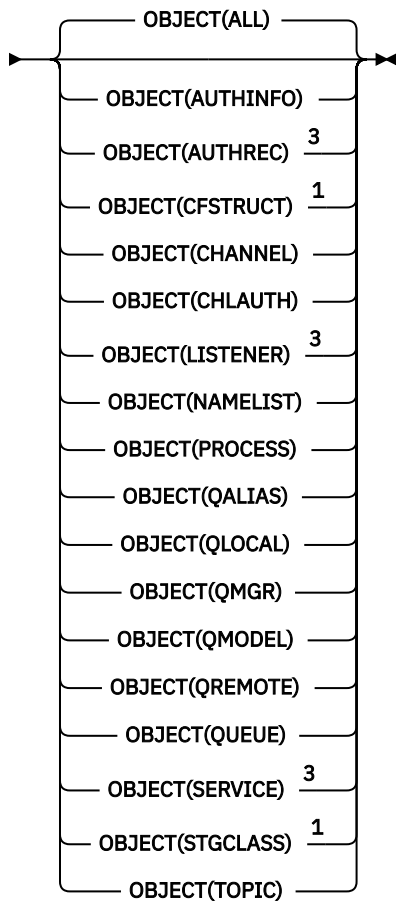 OBJECT(ALL)
OBJECT(AUTHINFO)
OBJECT(AUTHREC) 3
OBJECT(CFSTRUCT) 1
OBJECT(CHANNEL)
OBJECT(CHLAUTH)
OBJECT(LISTENER) 3
OBJECT(NAMELIST)
OBJECT(PROCESS)
OBJECT(QALIAS)
OBJECT(QLOCAL)
OBJECT(QMGR)
OBJECT(QMODEL)
OBJECT(QREMOTE)
OBJECT(QUEUE)
OBJECT(SERVICE) 3
OBJECT(STGCLASS) 1
OBJECT(TOPIC)